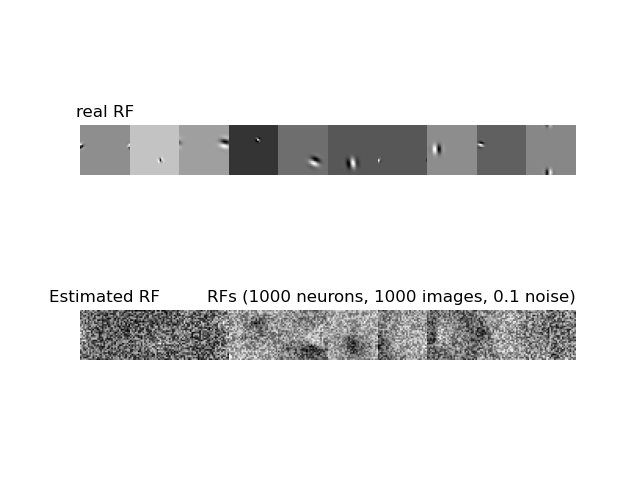 real RF
Estimated RF
RFs (1000 neurons, 1000 images, 0.1 noise)